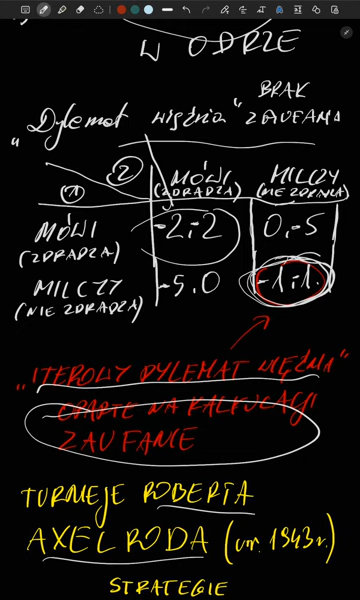 W ODRZE
BRAK
"Dylemat więźnia" ZAUFANIA
② MÓWI MILCZY
① (ZDRADZA) (NIE ZDRADZA)
MÓWI -2,-2 0,-5
(ZDRADZA)
MILCZY -5,0 -1,-1.
(NIE ZDRADZA)
"ITEROWY DYLEMAT WIĘŹNIA"
OPARTE NA KALKULACJI
ZAUFANIE
TURNIEJE ROBERTA
AXELRODA (ur. 1943r.)
STRATEGIE